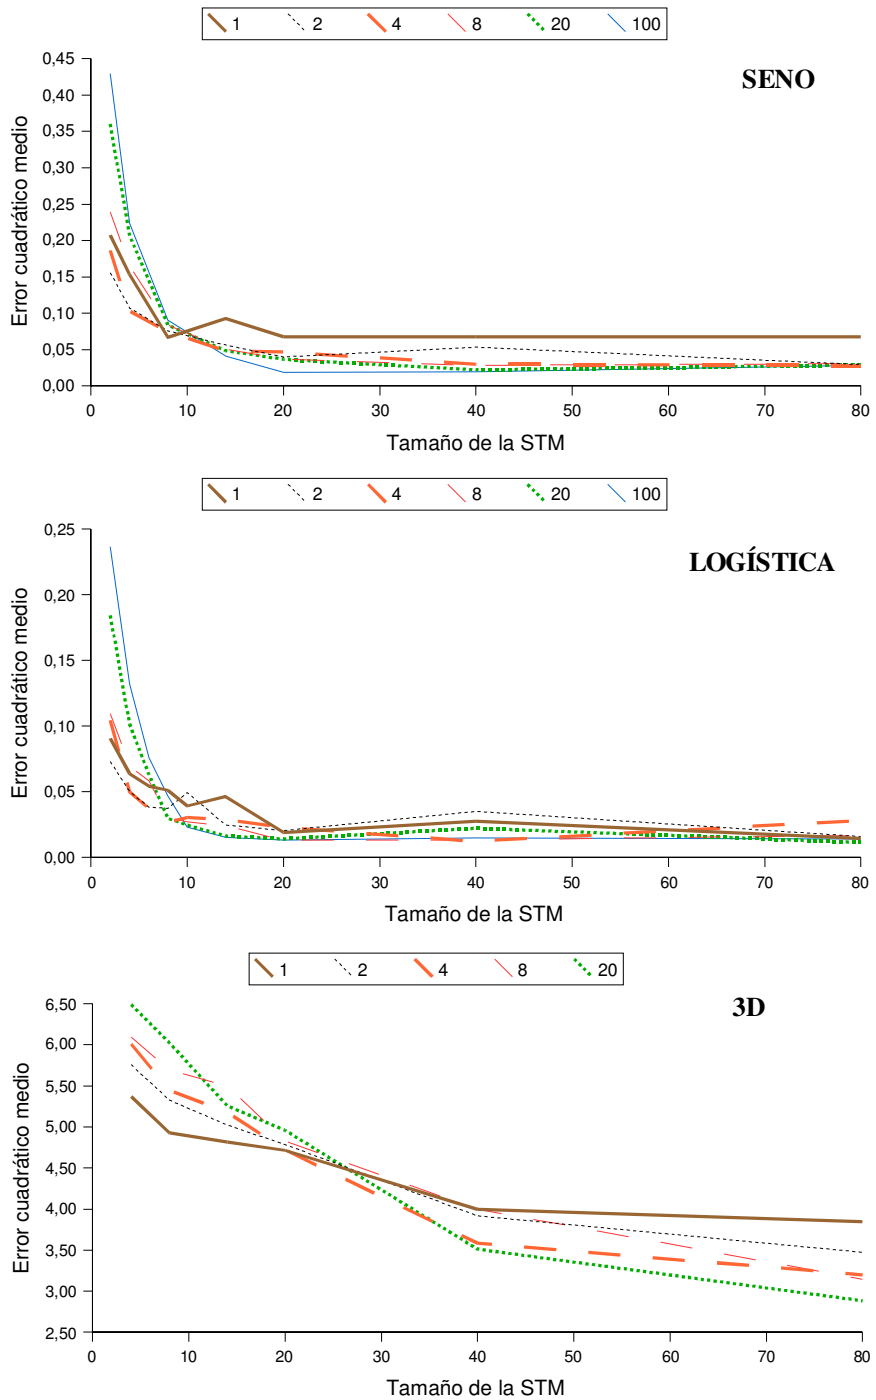 1 2 4 8 20 100
SENO
0,45
0,40
0,35
0,30
0,25
0,20
0,15
0,10
0,05
0,00
Error cuadrático medio
0 10 20 30 40 50 60 70 80
Tamaño de la STM
1 2 4 8 20 100
LOGÍSTICA
0,25
0,20
0,15
0,10
0,05
0,00
Error cuadrático medio
0 10 20 30 40 50 60 70 80
Tamaño de la STM
1 2 4 8 20
3D
6,50
6,00
5,50
5,00
4,50
4,00
3,50
3,00
2,50
Error cuadrático medio
0 10 20 30 40 50 60 70 80
Tamaño de la STM